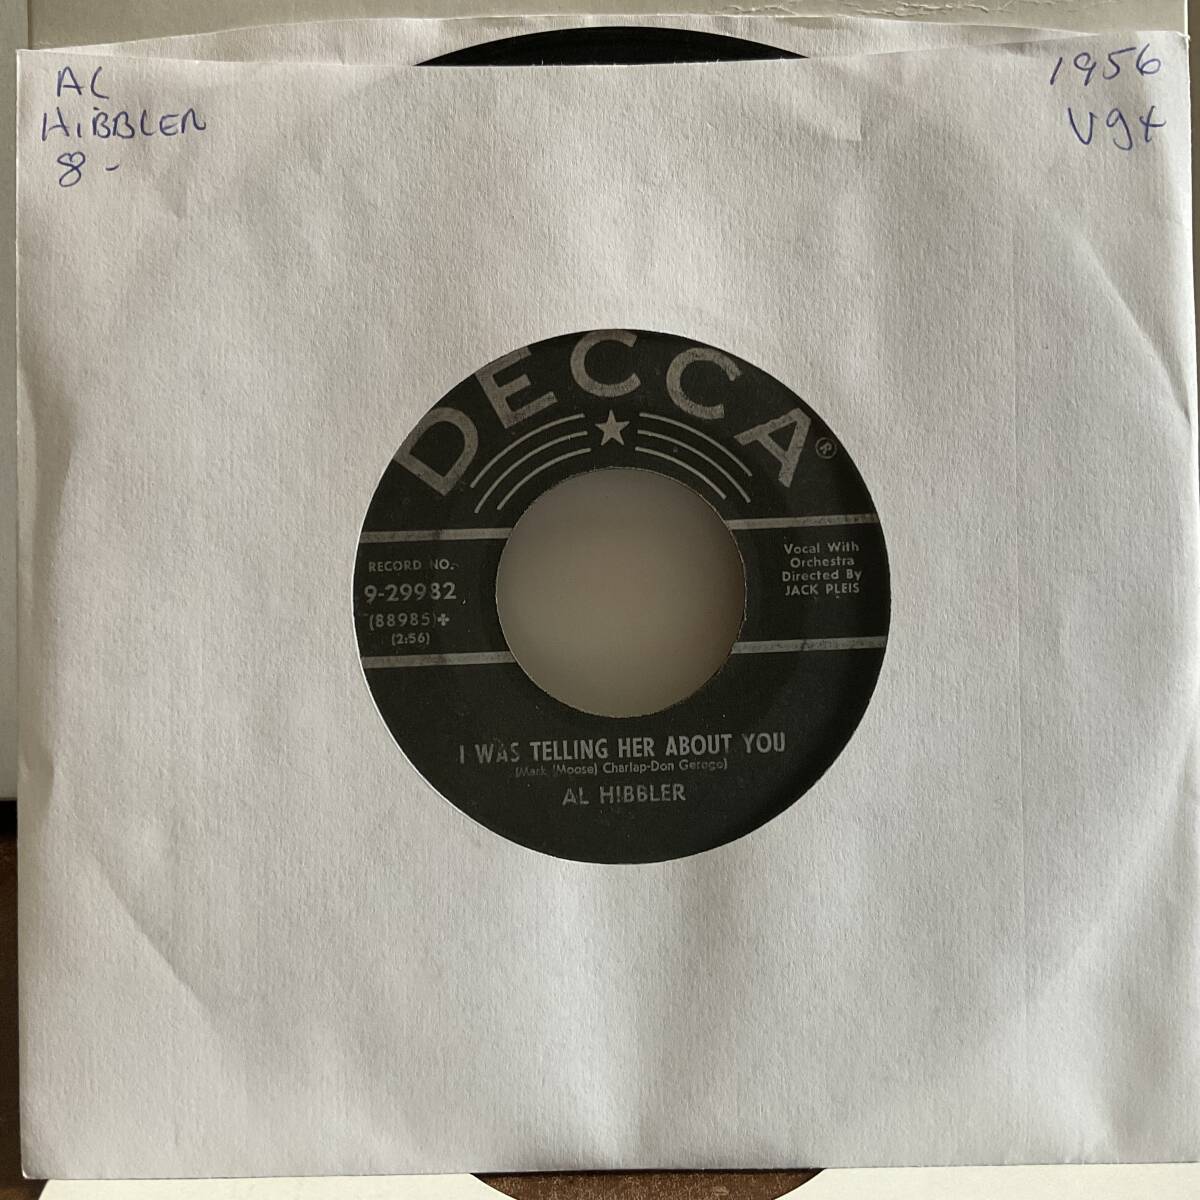 AL
HiBBLER
8 -
1956
vg+
DECCA®
RECORD NO.
9-29982
(88985)✤
(2:56)
Vocal With
Orchestra
Directed By
JACK PLEIS
I WAS TELLING HER ABOUT YOU
(Mark (Moose) Charlap-Don Gerogo)
AL HIBBLER